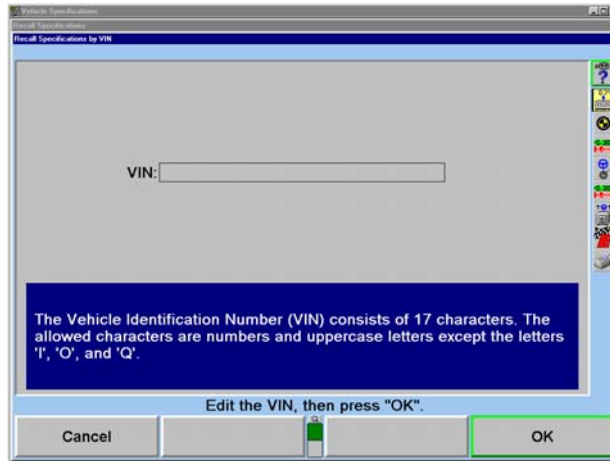 Vehicle Specifications
Recall Specifications
Recall Specifications by VIN
VIN:
The Vehicle Identification Number (VIN) consists of 17 characters. The
allowed characters are numbers and uppercase letters except the letters
'I', 'O', and 'Q'.
Edit the VIN, then press "OK".
Cancel
OK